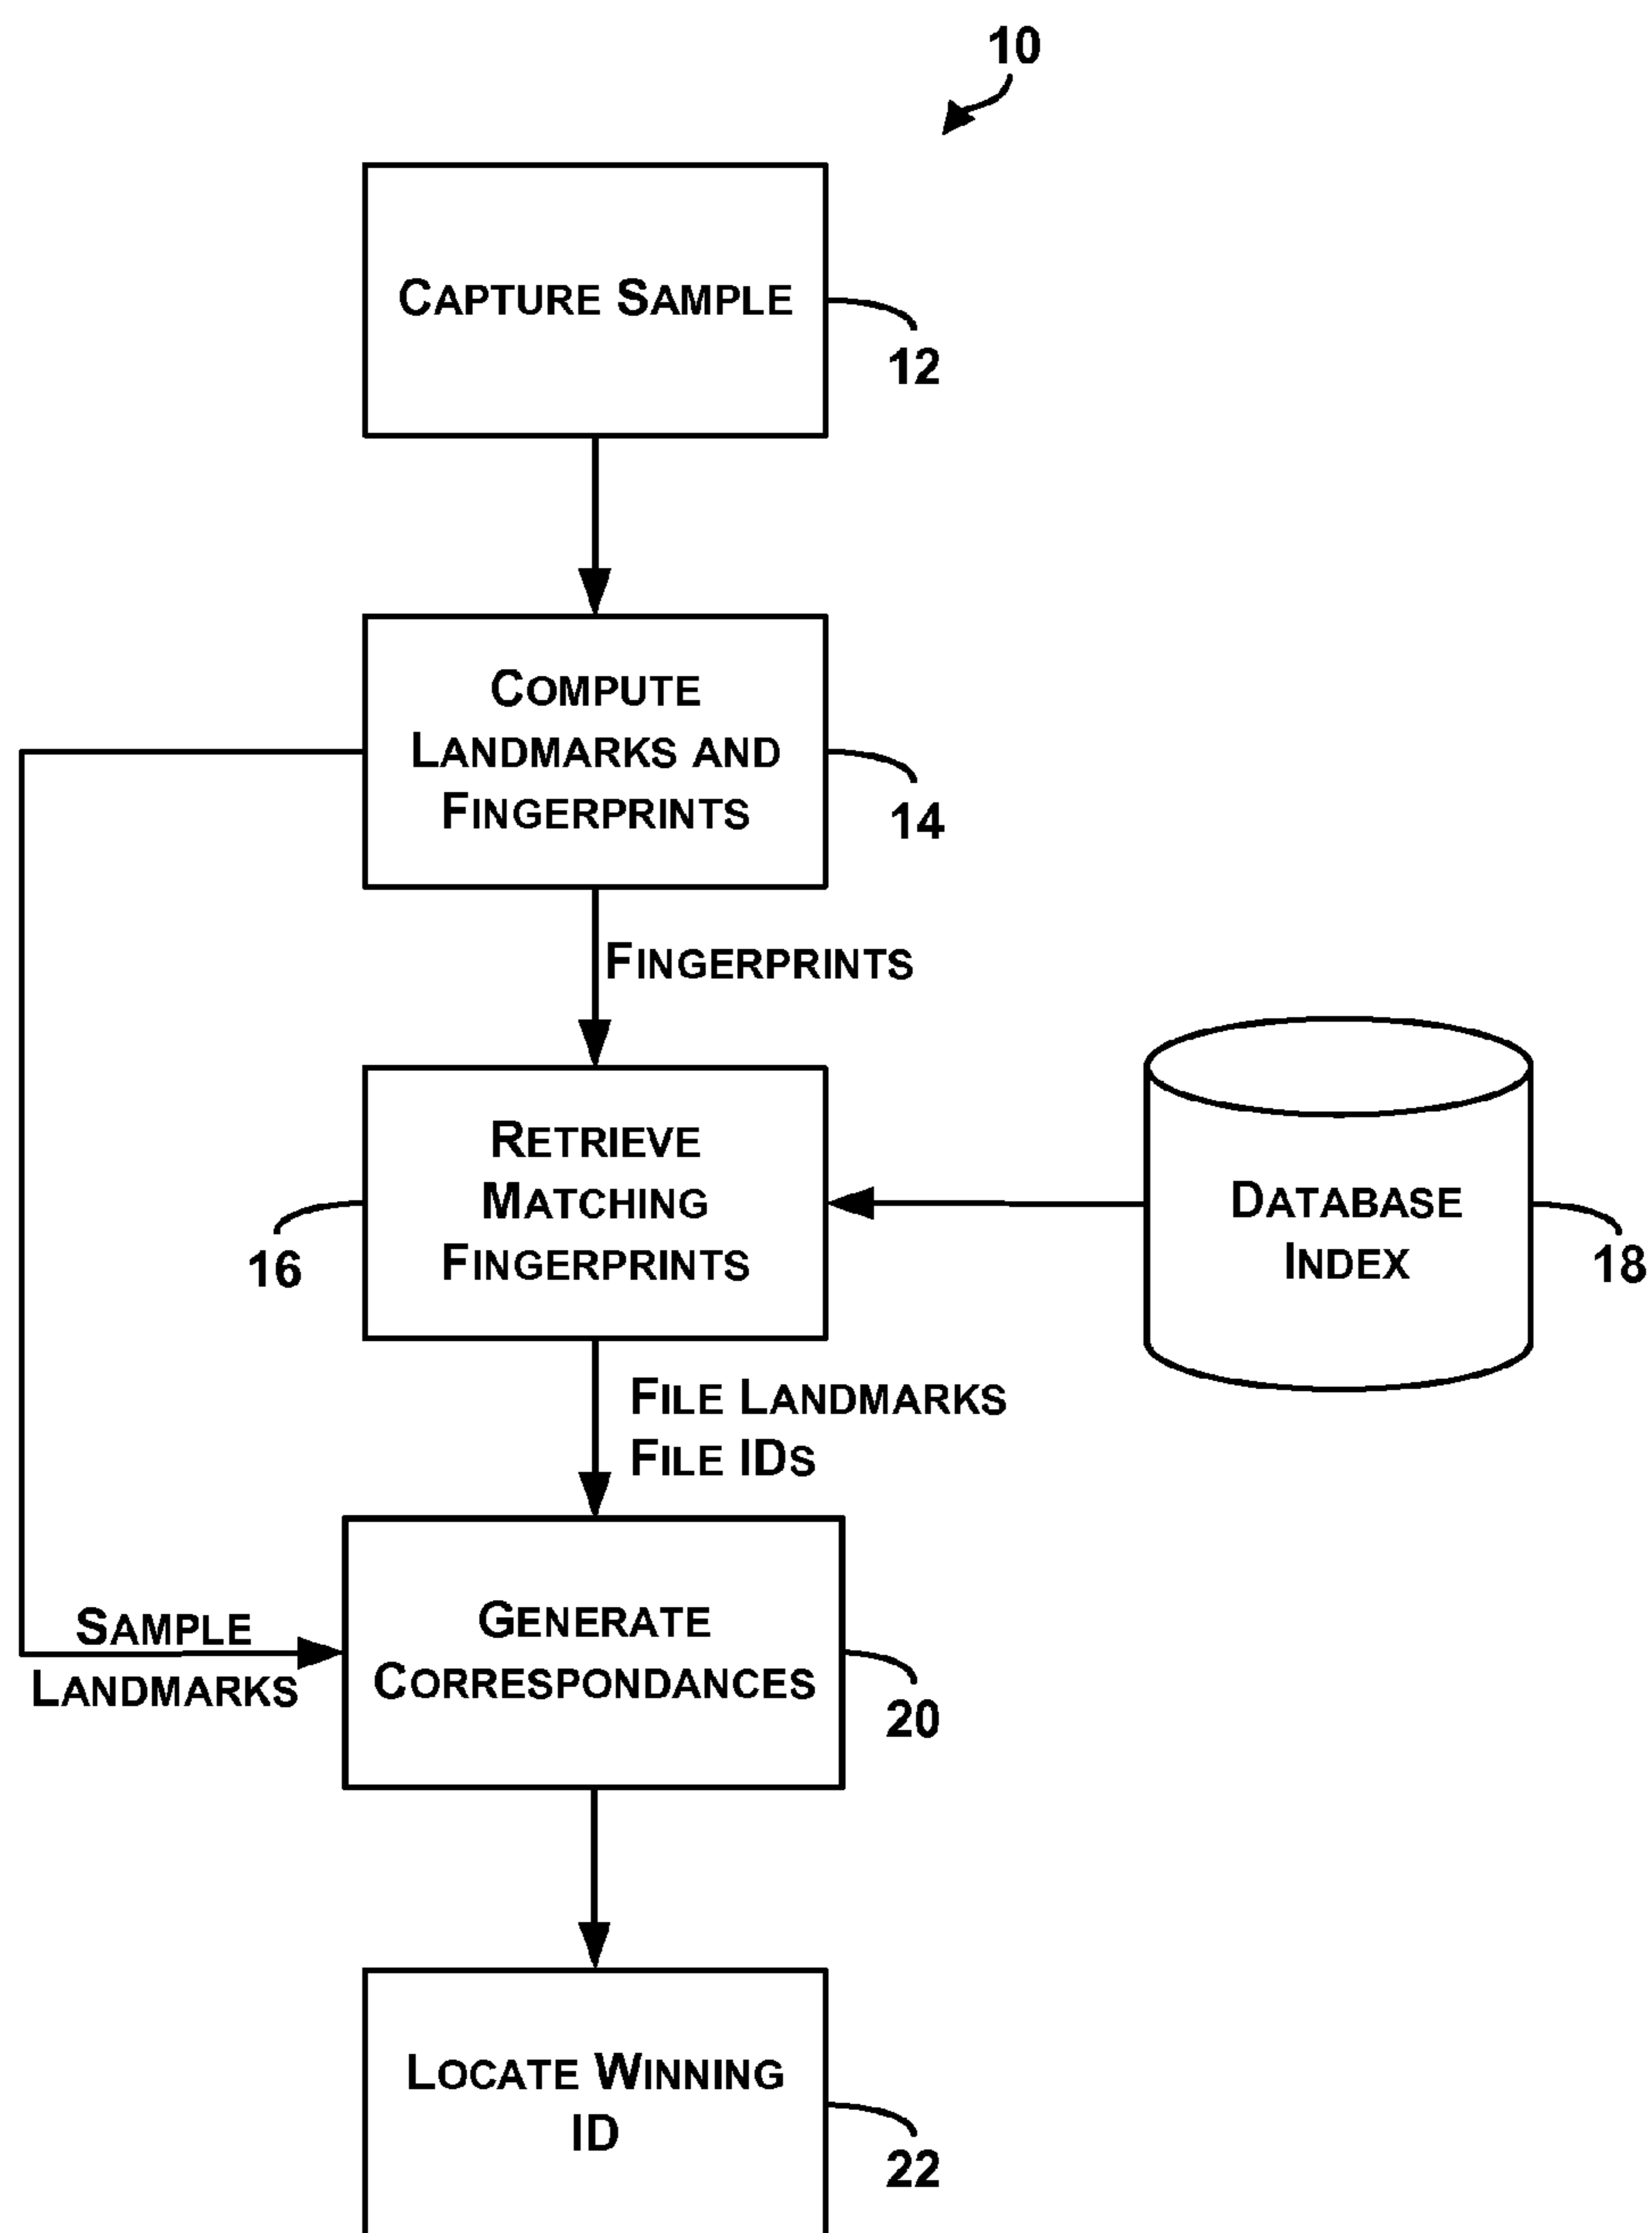 10
CAPTURE SAMPLE
12
COMPUTE
LANDMARKS AND
FINGERPRINTS
14
FINGERPRINTS
RETRIEVE
MATCHING
FINGERPRINTS
16
DATABASE
INDEX
18
FILE LANDMARKS
FILE IDS
SAMPLE
LANDMARKS
GENERATE
CORRESPONDANCES
20
LOCATE WINNING
ID
22